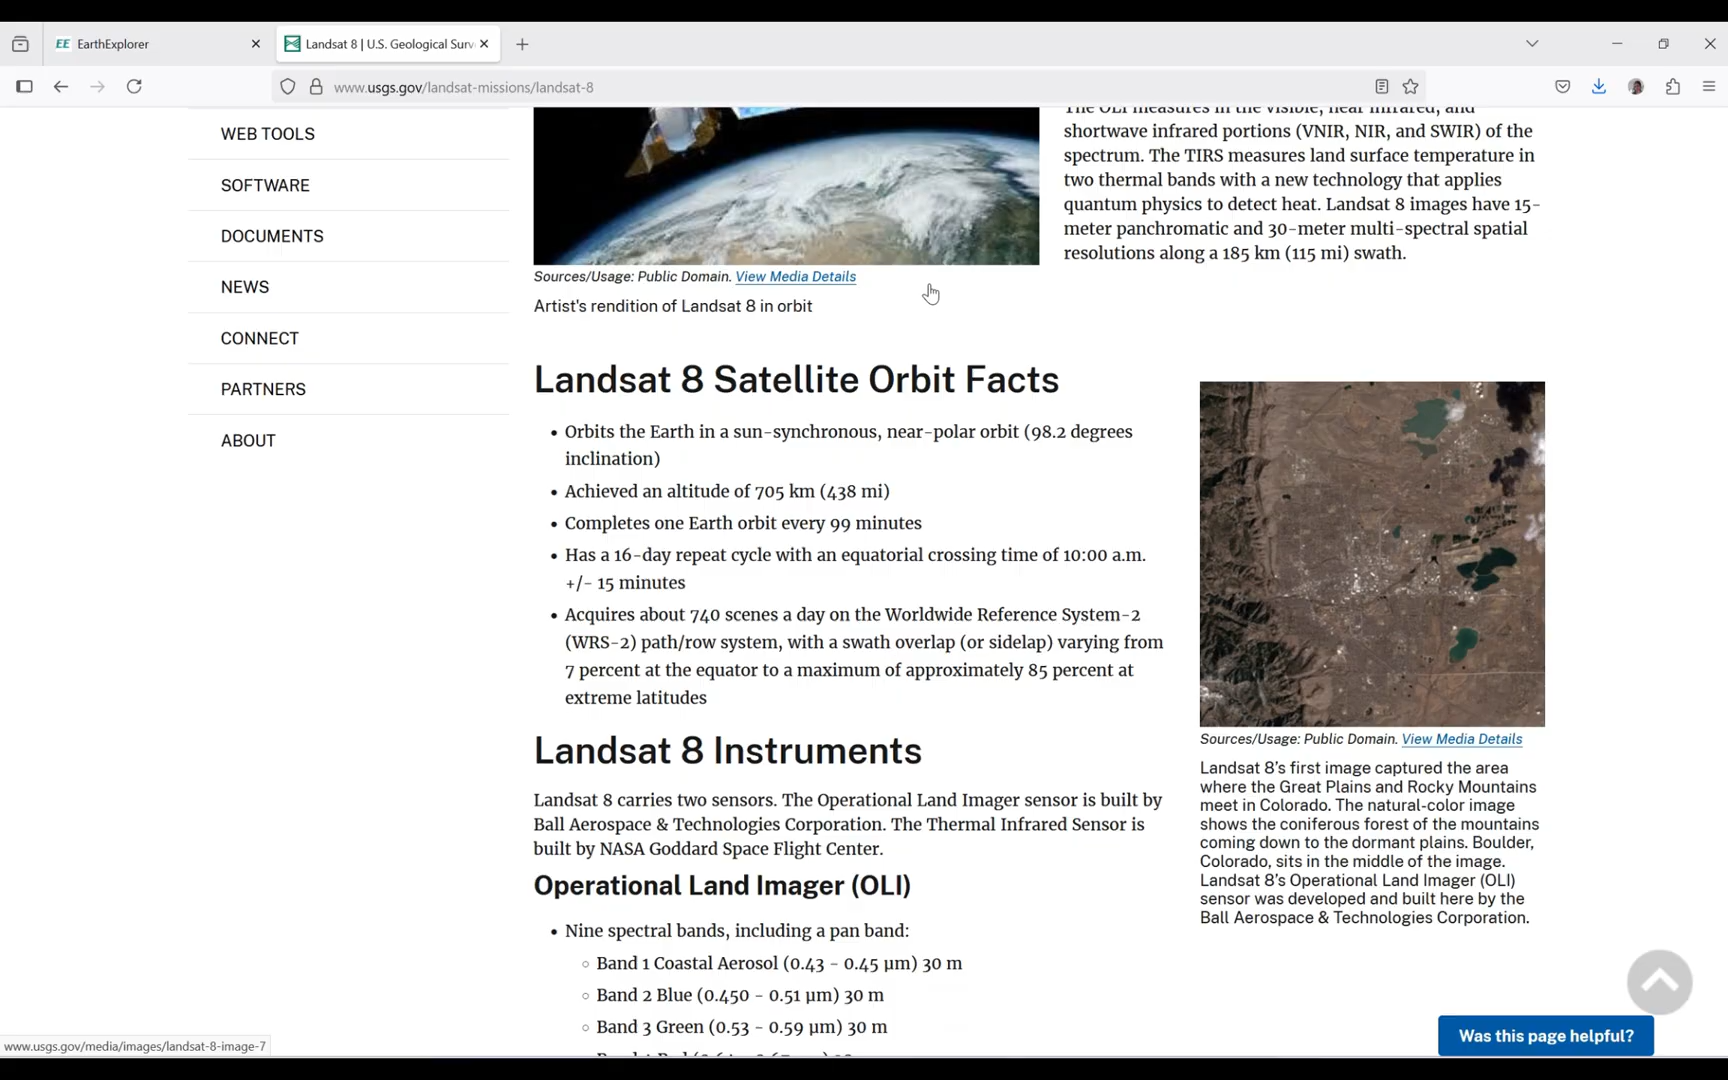 EarthExplorer
Landsat 8 | U.S. Geological Surv
www.usgs.gov/landsat-missions/landsat-8
WEB TOOLS
SOFTWARE
DOCUMENTS
NEWS
CONNECT
PARTNERS
ABOUT
Sources/Usage: Public Domain. View Media Details
Artist's rendition of Landsat 8 in orbit
The OLI measures in the visible, near infrared, and
shortwave infrared portions (VNIR, NIR, and SWIR) of the
spectrum. The TIRS measures land surface temperature in
two thermal bands with a new technology that applies
quantum physics to detect heat. Landsat 8 images have 15-
meter panchromatic and 30-meter multi-spectral spatial
resolutions along a 185 km (115 mi) swath.
Landsat 8 Satellite Orbit Facts
• Orbits the Earth in a sun-synchronous, near-polar orbit (98.2 degrees
inclination)
• Achieved an altitude of 705 km (438 mi)
• Completes one Earth orbit every 99 minutes
• Has a 16-day repeat cycle with an equatorial crossing time of 10:00 a.m.
+/- 15 minutes
• Acquires about 740 scenes a day on the Worldwide Reference System-2
(WRS-2) path/row system, with a swath overlap (or sidelap) varying from
7 percent at the equator to a maximum of approximately 85 percent at
extreme latitudes
Landsat 8 Instruments
Landsat 8 carries two sensors. The Operational Land Imager sensor is built by
Ball Aerospace & Technologies Corporation. The Thermal Infrared Sensor is
built by NASA Goddard Space Flight Center.
Operational Land Imager (OLI)
• Nine spectral bands, including a pan band:
○ Band 1 Coastal Aerosol (0.43 - 0.45 µm) 30 m
○ Band 2 Blue (0.450 - 0.51 µm) 30 m
○ Band 3 Green (0.53 - 0.59 µm) 30 m
Sources/Usage: Public Domain. View Media Details
Landsat 8's first image captured the area
where the Great Plains and Rocky Mountains
meet in Colorado. The natural-color image
shows the coniferous forest of the mountains
coming down to the dormant plains. Boulder,
Colorado, sits in the middle of the image.
Landsat 8's Operational Land Imager (OLI)
sensor was developed and built here by the
Ball Aerospace & Technologies Corporation.
Was this page helpful?
www.usgs.gov/media/images/landsat-8-image-7